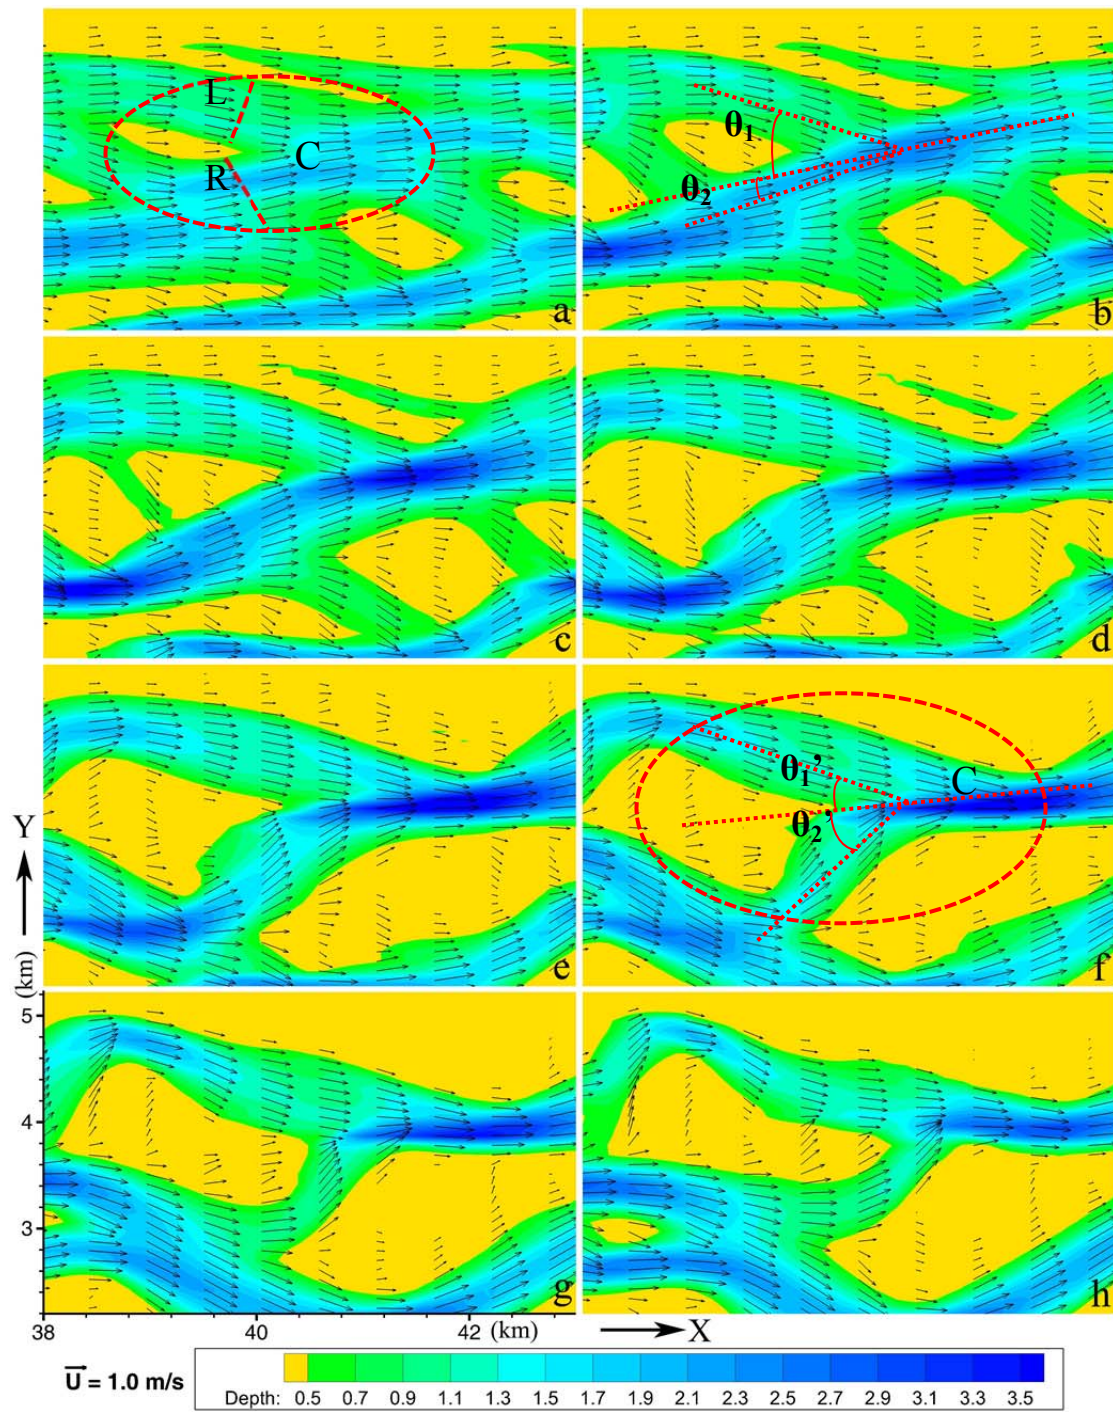 L
C
R
a
θ₁
θ₂
b
c
d
e
θ₁’
C
θ₂’
f
Y
(km)
5
4
3
g
h
38
40
42
(km)
X
U = 1.0 m/s
Depth: 0.5 0.7 0.9 1.1 1.3 1.5 1.7 1.9 2.1 2.3 2.5 2.7 2.9 3.1 3.3 3.5